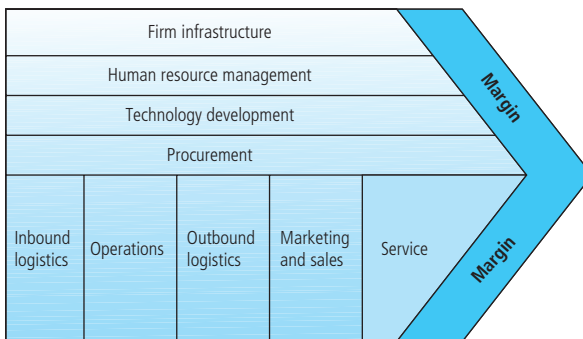 Firm infrastructure
Human resource management
Technology development
Procurement
Margin
Inbound
logistics
Operations
Outbound
logistics
Marketing
and sales
Service
Margin